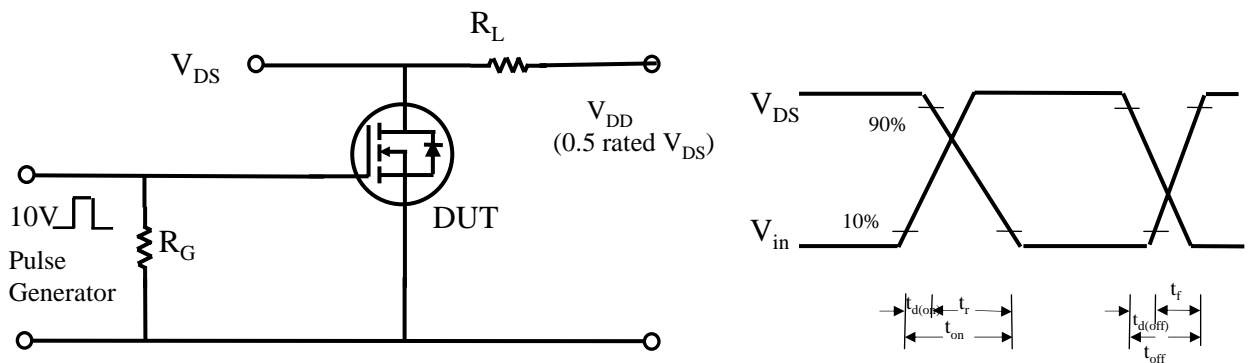 R_L
V_DS
V_DD
(0.5 rated V_DS)
10V
R_G
DUT
Pulse
Generator
V_DS
90%
V_in
10%
t_d(on) t_r
t_on
t_f
t_d(off)
t_off